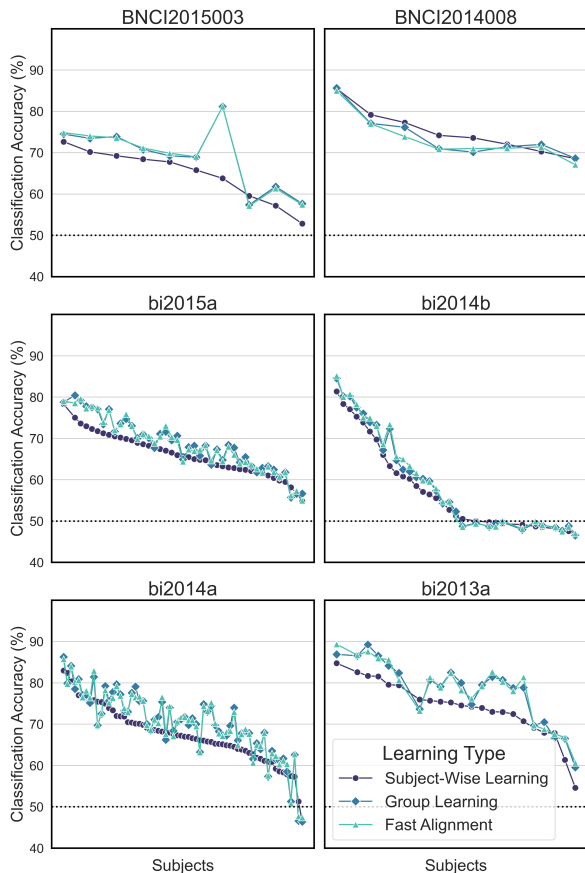 BNCI2015003
BNCI2014008
Classification Accuracy (%)
90
80
70
60
50
40
bi2015a
bi2014b
Classification Accuracy (%)
90
80
70
60
50
40
bi2014a
bi2013a
Classification Accuracy (%)
90
80
70
60
50
40
Learning Type
Subject-Wise Learning
Group Learning
Fast Alignment
Subjects
Subjects